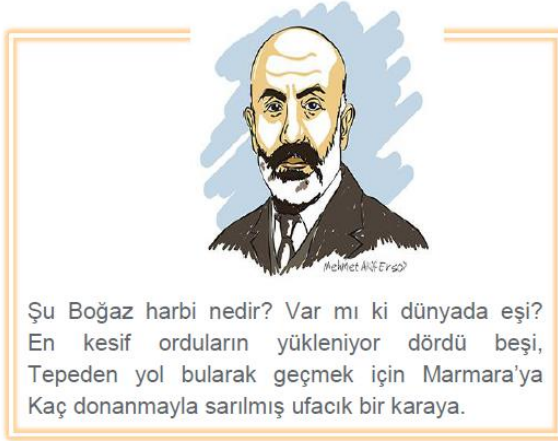 Mehmet Akif Ersoy
Şu Boğaz harbi nedir? Var mı ki dünyada eşi?
En kesif orduların yükleniyor dördü beşi,
Tepeden yol bularak geçmek için Marmara’ya
Kaç donanmayla sarılmış ufacık bir karaya.